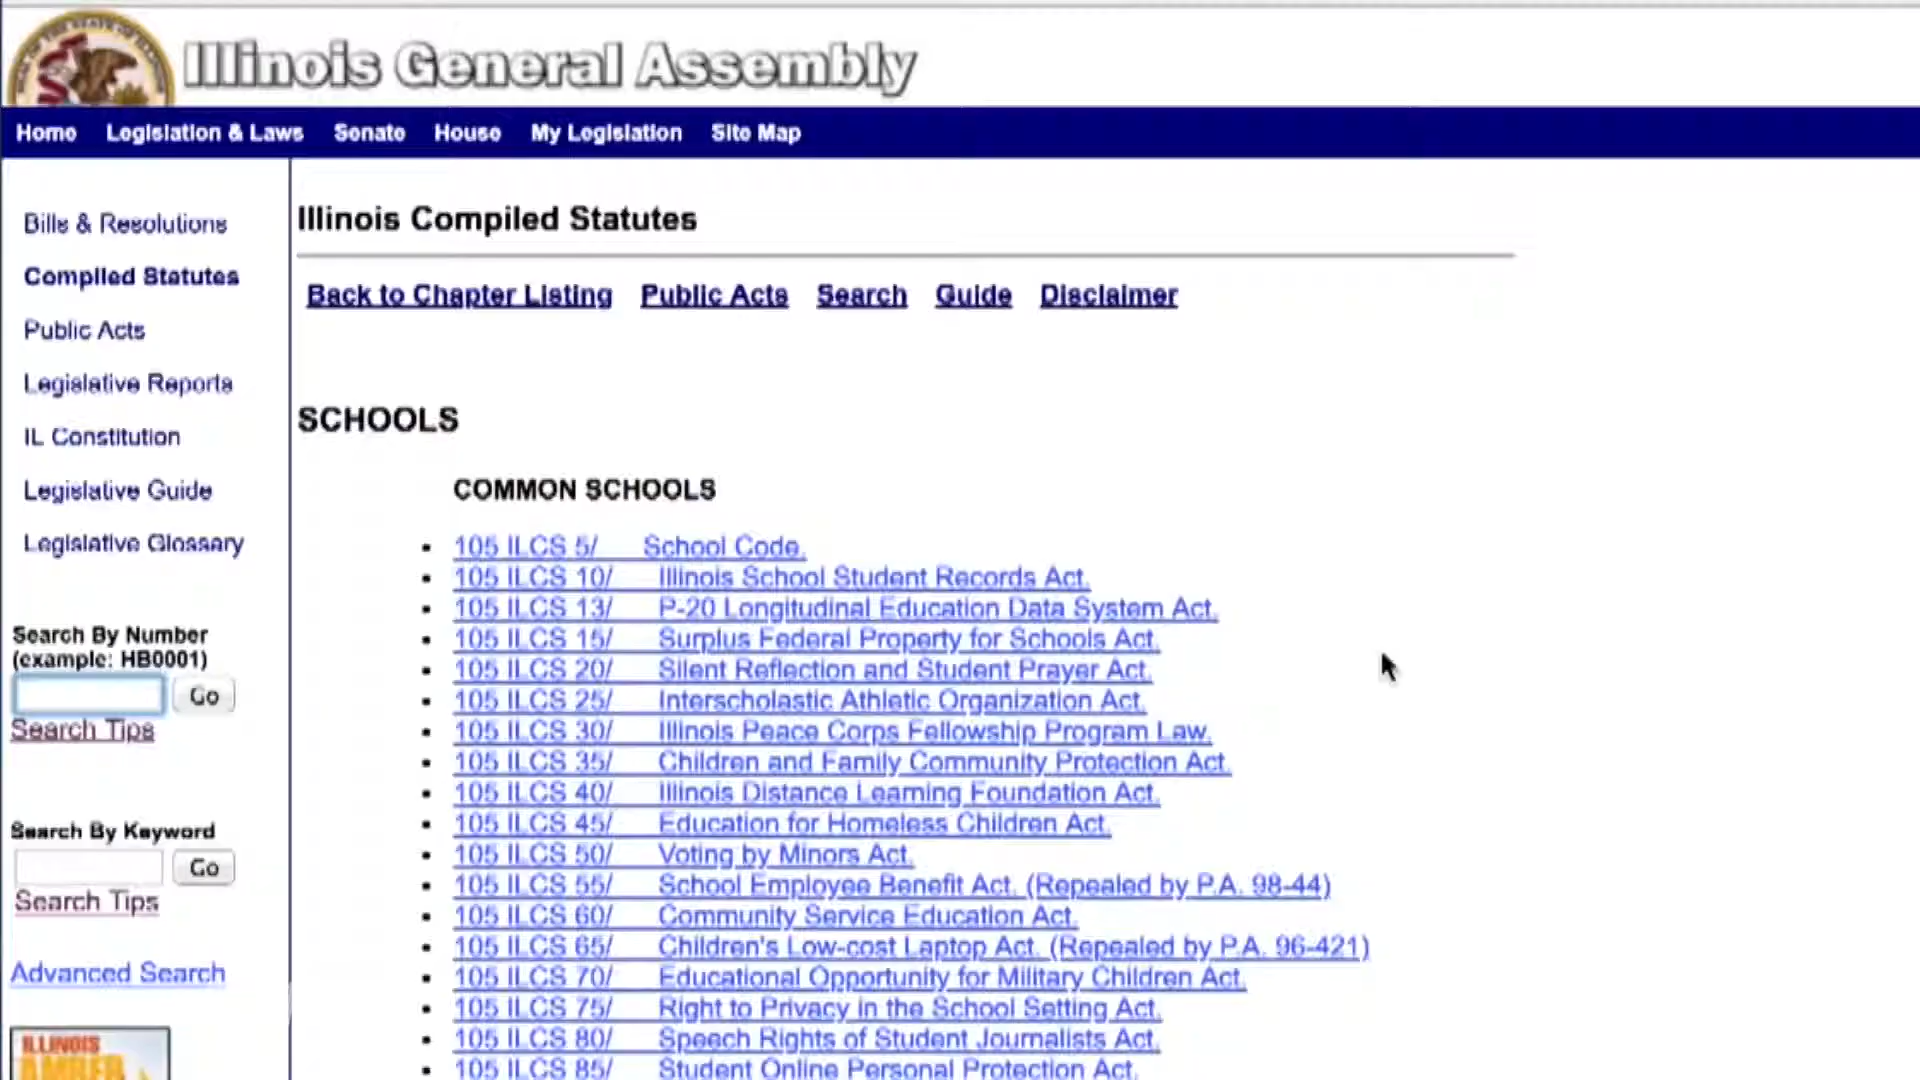 Illinois General Assembly
Home Legislation & Laws Senate House My Legislation Site Map
Bills & Resolutions
Compiled Statutes
Public Acts
Legislative Reports
IL Constitution
Legislative Guide
Legislative Glossary
Search By Number
(example: HB0001)
Go
Search Tips
Search By Keyword
Go
Search Tips
Advanced Search
ILLINOIS
AMBER
Illinois Compiled Statutes
Back to Chapter Listing Public Acts Search Guide Disclaimer
SCHOOLS
COMMON SCHOOLS
105 ILCS 5/ School Code.
105 ILCS 10/ Illinois School Student Records Act.
105 ILCS 13/ P-20 Longitudinal Education Data System Act.
105 ILCS 15/ Surplus Federal Property for Schools Act.
105 ILCS 20/ Silent Reflection and Student Prayer Act.
105 ILCS 25/ Interscholastic Athletic Organization Act.
105 ILCS 30/ Illinois Peace Corps Fellowship Program Law.
105 ILCS 35/ Children and Family Community Protection Act.
105 ILCS 40/ Illinois Distance Learning Foundation Act.
105 ILCS 45/ Education for Homeless Children Act.
105 ILCS 50/ Voting by Minors Act.
105 ILCS 55/ School Employee Benefit Act. (Repealed by P.A. 98-44)
105 ILCS 60/ Community Service Education Act.
105 ILCS 65/ Children's Low-cost Laptop Act. (Repealed by P.A. 96-421)
105 ILCS 70/ Educational Opportunity for Military Children Act.
105 ILCS 75/ Right to Privacy in the School Setting Act.
105 ILCS 80/ Speech Rights of Student Journalists Act.
105 ILCS 85/ Student Online Personal Protection Act.